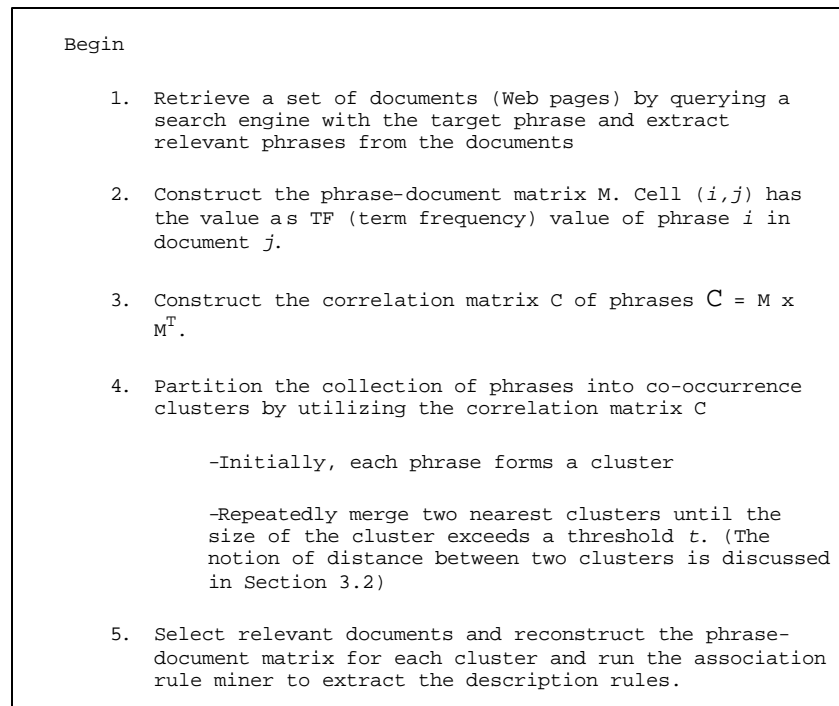 Begin
1. Retrieve a set of documents (Web pages) by querying a
search engine with the target phrase and extract
relevant phrases from the documents
2. Construct the phrase-document matrix M. Cell (i,j) has
the value as TF (term frequency) value of phrase i in
document j.
3. Construct the correlation matrix C of phrases C = M x
Mᵀ.
4. Partition the collection of phrases into co-occurrence
clusters by utilizing the correlation matrix C
-Initially, each phrase forms a cluster
-Repeatedly merge two nearest clusters until the
size of the cluster exceeds a threshold t. (The
notion of distance between two clusters is discussed
in Section 3.2)
5. Select relevant documents and reconstruct the phrase-
document matrix for each cluster and run the association
rule miner to extract the description rules.